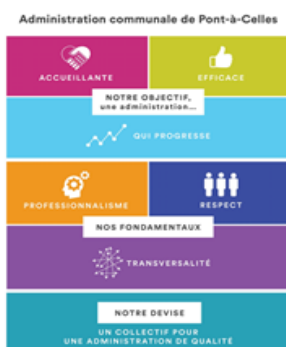 Administration communale de Pont-à-Celles
ACCUEILLANTE
EFFICACE
NOTRE OBJECTIF,
une administration...
QUI PROGRESSE
PROFESSIONNALISME
RESPECT
NOS FONDAMENTAUX
TRANSVERSALITÉ
NOTRE DEVISE
UN COLLECTIF POUR
UNE ADMINISTRATION DE QUALITÉ